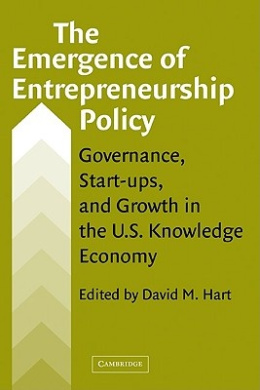 The
Emergence of
Entrepreneurship
Policy
Governance,
Start-ups,
and Growth in
the U.S. Knowledge
Economy
Edited by David M. Hart
CAMBRIDGE